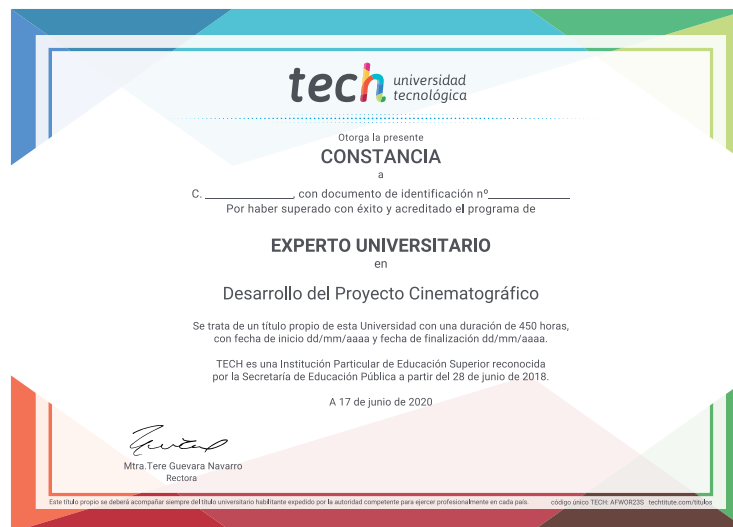 tech universidad
tecnológica
Otorga la presente
CONSTANCIA
a
C. ______________, con documento de identificación nº______________
Por haber superado con éxito y acreditado el programa de
EXPERTO UNIVERSITARIO
en
Desarrollo del Proyecto Cinematográfico
Se trata de un título propio de esta Universidad con una duración de 450 horas,
con fecha de inicio dd/mm/aaaa y fecha de finalización dd/mm/aaaa.
TECH es una Institución Particular de Educación Superior reconocida
por la Secretaría de Educación Pública a partir del 28 de junio de 2018.
A 17 de junio de 2020
Mtra.Tere Guevara Navarro
Rectora
Este título propio se deberá acompañar siempre del título universitario habilitante expedido por la autoridad competente para ejercer profesionalmente en cada país. código único TECH: AFWOR23S techtitute.com/titulos